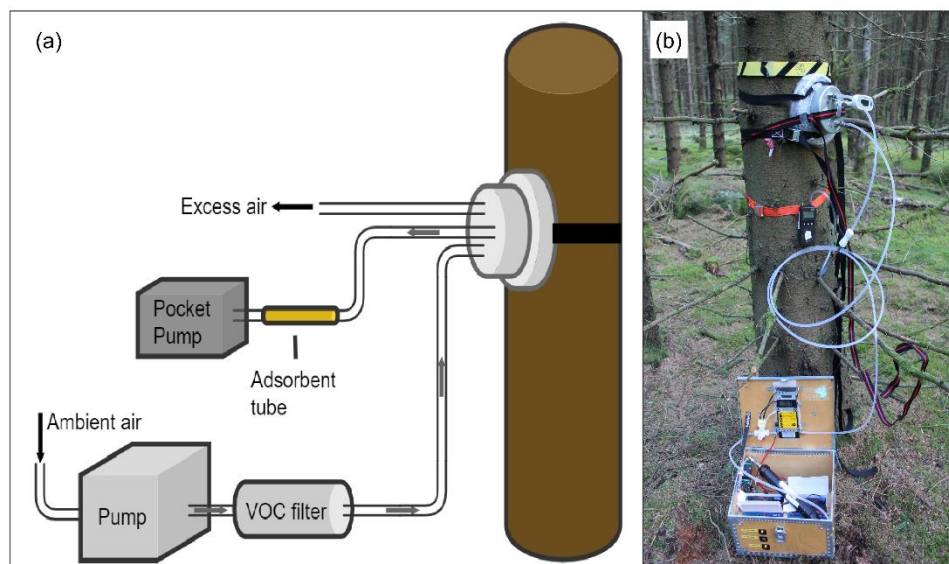 (a)
Excess air
Pocket
Pump
Adsorbent
tube
Ambient air
Pump
VOC filter
(b)